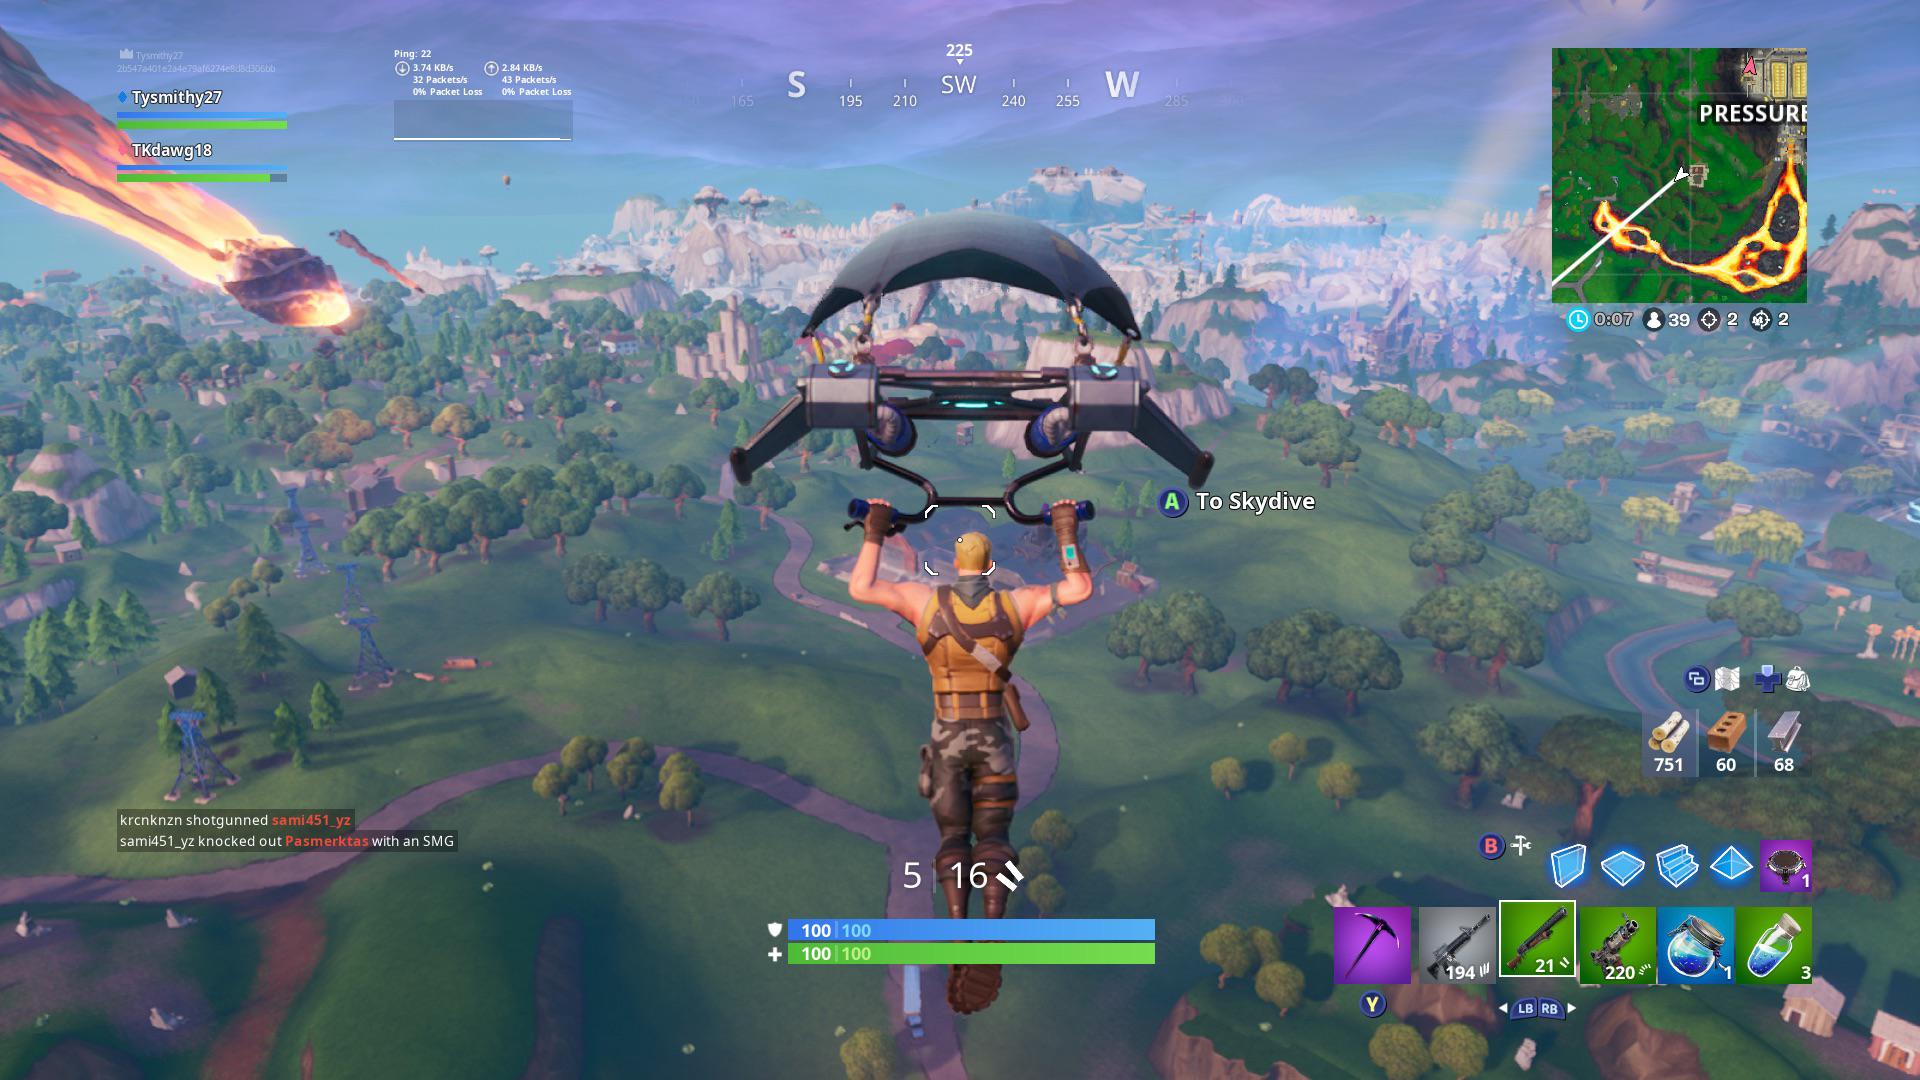 Tysmithy27
2b547a401e2a4e79af6274e8d8d306bb
Tysmithy27
TKdawg18
Ping: 22
3.74 KB/s 2.84 KB/s
32 Packets/s 43 Packets/s
0% Packet Loss 0% Packet Loss
225
165 S 195 210 SW 240 255 W 285 300
PRESSURE
0:07 39 2 2
A To Skydive
751 60 68
krcnknzn shotgunned sami451_yz
sami451_yz knocked out Pasmerktas with an SMG
B
1
5 | 16
100 | 100
100 | 100
194 21 220 1 3
Y
LB RB